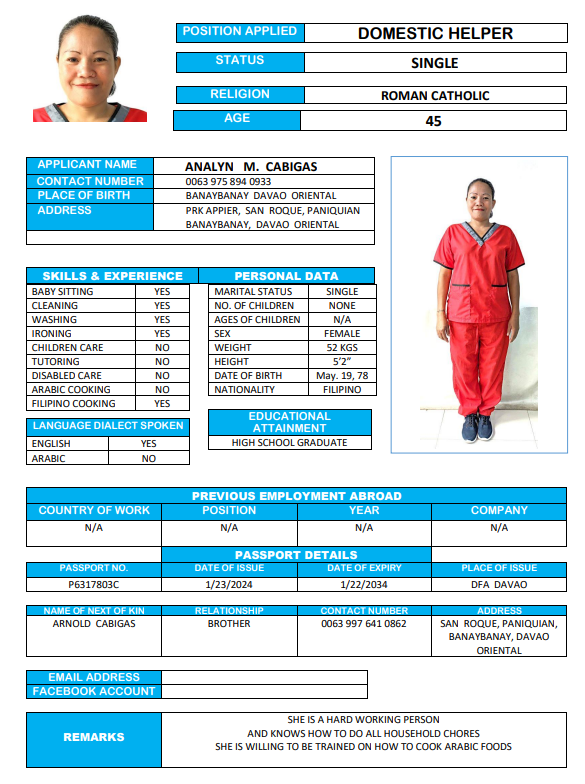 POSITION APPLIED DOMESTIC HELPER
STATUS SINGLE
RELIGION ROMAN CATHOLIC
AGE 45
APPLICANT NAME ANALYN M. CABIGAS
CONTACT NUMBER 0063 975 894 0933
PLACE OF BIRTH BANAYBANAY DAVAO ORIENTAL
ADDRESS PRK APPIER, SAN ROQUE, PANIQUIAN
BANAYBANAY, DAVAO ORIENTAL
SKILLS & EXPERIENCE
BABY SITTING YES
CLEANING YES
WASHING YES
IRONING YES
CHILDREN CARE NO
TUTORING NO
DISABLED CARE NO
ARABIC COOKING NO
FILIPINO COOKING YES
LANGUAGE DIALECT SPOKEN
ENGLISH YES
ARABIC NO
PERSONAL DATA
MARITAL STATUS SINGLE
NO. OF CHILDREN NONE
AGES OF CHILDREN N/A
SEX FEMALE
WEIGHT 52 KGS
HEIGHT 5’2”
DATE OF BIRTH May. 19, 78
NATIONALITY FILIPINO
EDUCATIONAL
ATTAINMENT
HIGH SCHOOL GRADUATE
PREVIOUS EMPLOYMENT ABROAD
COUNTRY OF WORK POSITION YEAR COMPANY
N/A N/A N/A N/A
PASSPORT DETAILS
PASSPORT NO. DATE OF ISSUE DATE OF EXPIRY PLACE OF ISSUE
P6317803C 1/23/2024 1/22/2034 DFA DAVAO
NAME OF NEXT OF KIN RELATIONSHIP CONTACT NUMBER ADDRESS
ARNOLD CABIGAS BROTHER 0063 997 641 0862 SAN ROQUE, PANIQUIAN,
BANAYBANAY, DAVAO
ORIENTAL
EMAIL ADDRESS
FACEBOOK ACCOUNT
REMARKS
SHE IS A HARD WORKING PERSON
AND KNOWS HOW TO DO ALL HOUSEHOLD CHORES
SHE IS WILLING TO BE TRAINED ON HOW TO COOK ARABIC FOODS